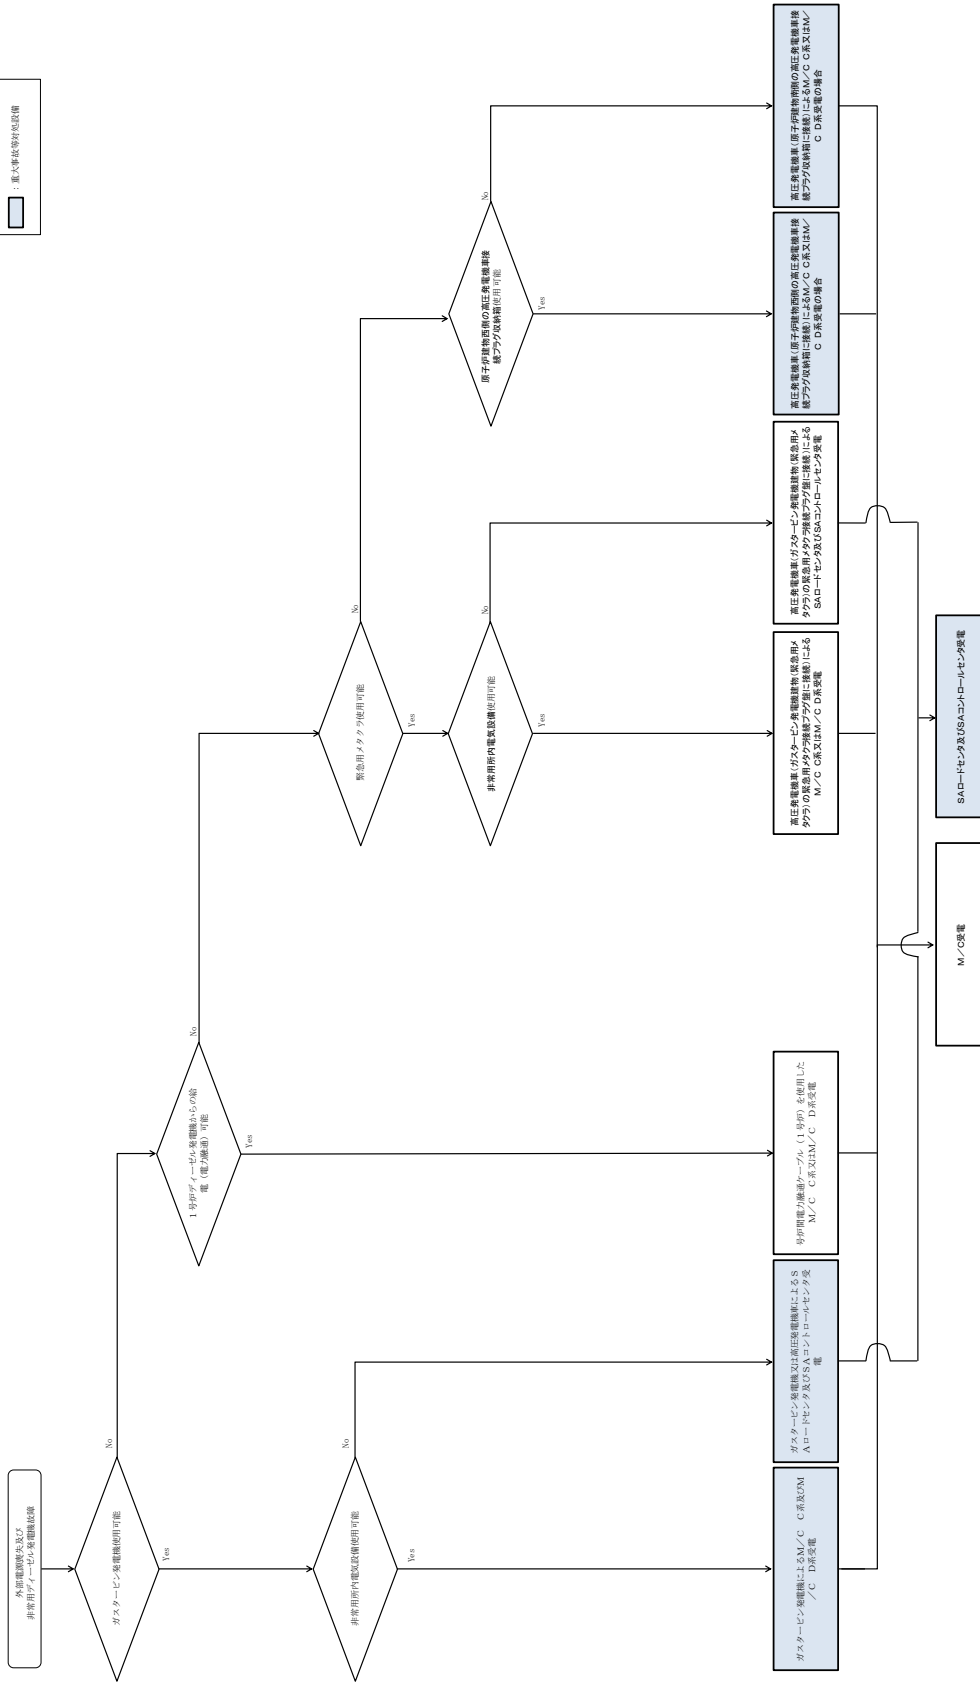 ：重大事故等対処設備
外部電源喪失及び
非常用ディーゼル発電機故障
ガスタービン発電機使用可能
No
Yes
非常用所内電気設備使用可能
No
Yes
1号炉ディーゼル発電機からの給
電（電力融通）可能
No
Yes
緊急用メタクラ使用可能
No
Yes
非常用所内電気設備使用可能
No
Yes
原子炉建物西側の高圧発電機車接
続プラグ収納箱使用可能
No
Yes
ガスタービン発電機によるM／C　C系及びM
／C　D系受電
ガスタービン発電機又は高圧発電機車によるS
Aロードセンタ及びSAコントロールセンタ受
電
号炉間電力融通ケーブル（1号炉）を使用した
M／C　C系又はM／C　D系受電
高圧発電機車（ガスタービン発電機建物（緊急用メ
タクラ）の緊急用メタクラ接続プラグ盤に接続）による
M／C　C系又はM／C　D系受電
高圧発電機車（ガスタービン発電機建物（緊急用メ
タクラ）の緊急用メタクラ接続プラグ盤に接続）による
SAロードセンタ及びSAコントロールセンタ受電
高圧発電機車（原子炉建物西側の高圧発電機車接
続プラグ収納箱に接続）によるM／C　C系又はM／
C　D系受電の場合
高圧発電機車（原子炉建物南側の高圧発電機車接
続プラグ収納箱に接続）によるM／C　C系又はM／
C　D系受電の場合
M／C受電
SAロードセンタ及びSAコントロールセンタ受電